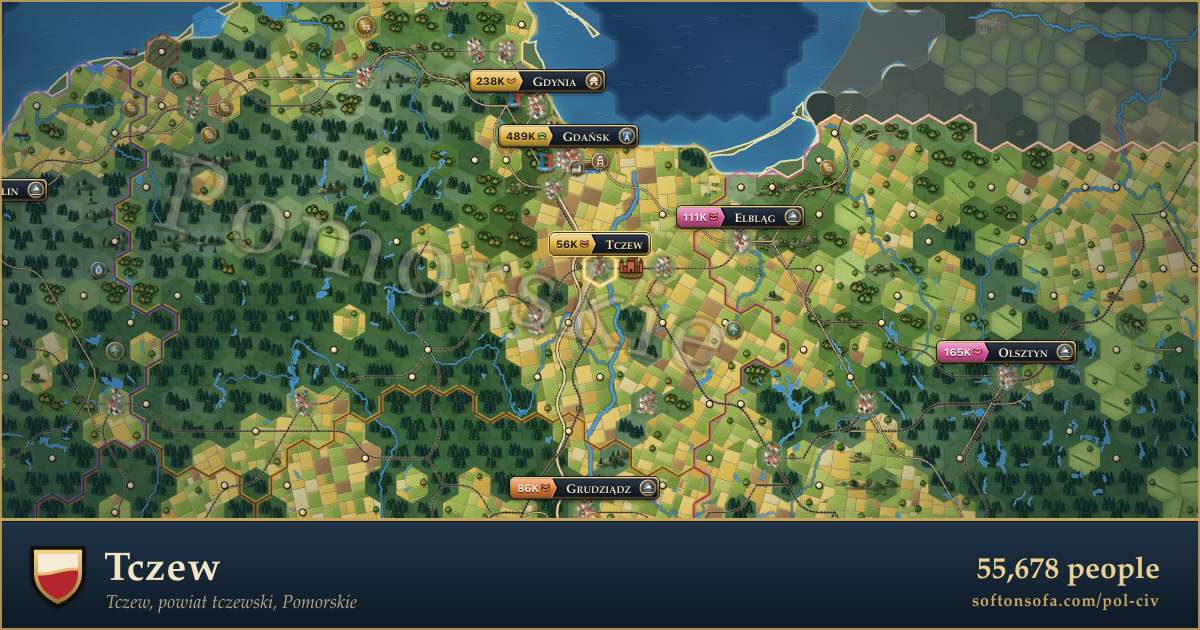 238K GDYNIA
489K GDAŃSK
LIN
111K ELBLĄG
56K TCZEW
Pomorskie
165K OLSZTYN
86K GRUDZIĄDZ
Tczew
55,678 people
Tczew, powiat tczewski, Pomorskie
softonsofa.com/pol-civ